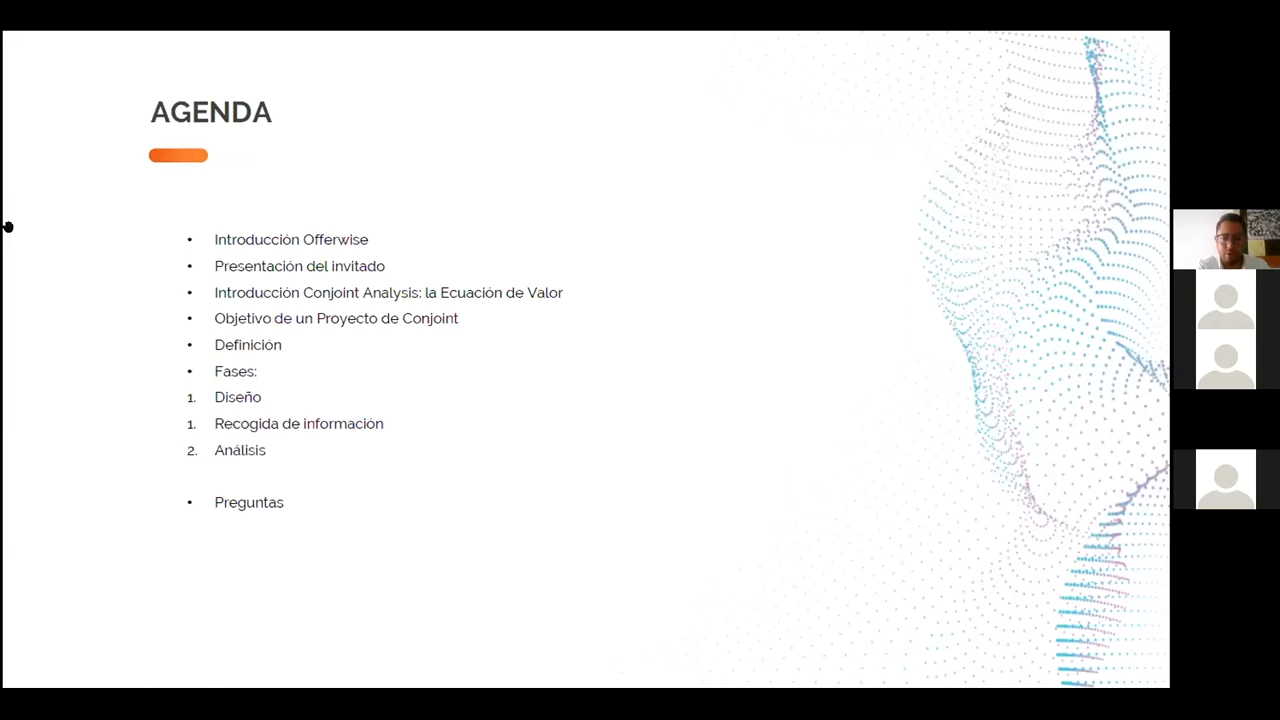 AGENDA
• Introducción Offerwise
• Presentación del invitado
• Introducción Conjoint Analysis: la Ecuación de Valor
• Objetivo de un Proyecto de Conjoint
• Definición
• Fases:
1. Diseño
1. Recogida de información
2. Análisis
• Preguntas